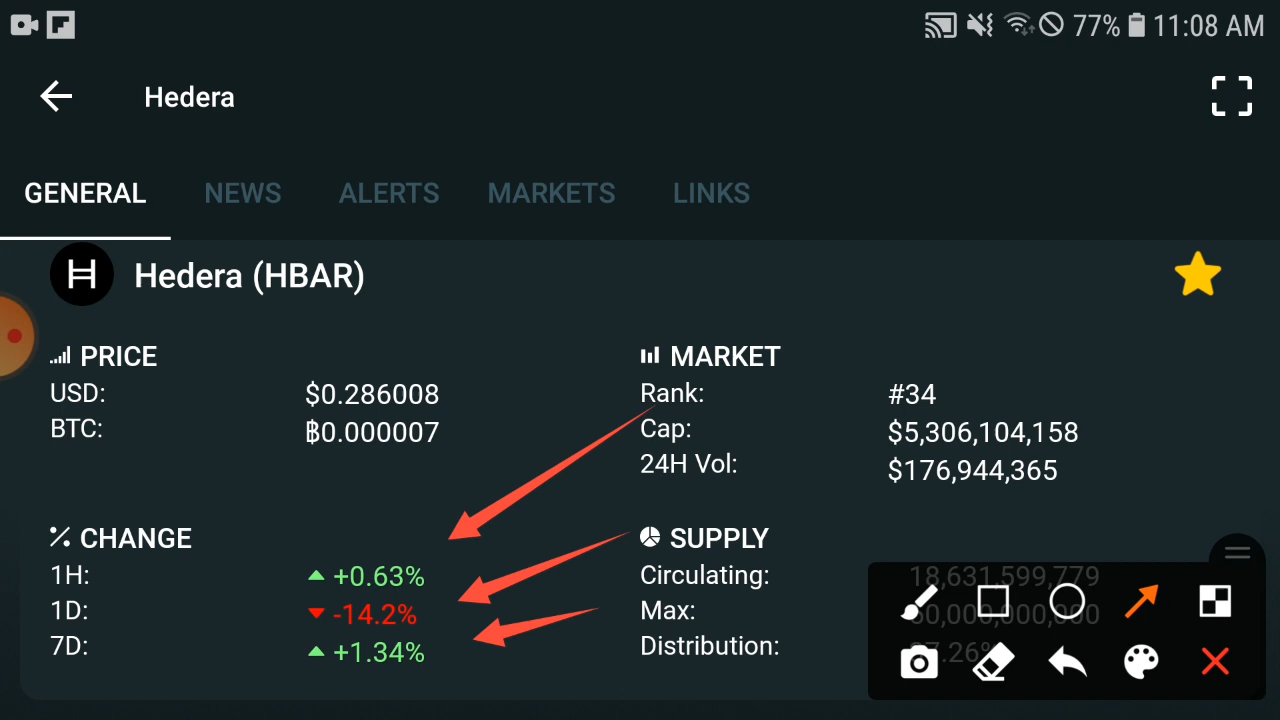 77% 11:08 AM
Hedera
GENERAL NEWS ALERTS MARKETS LINKS
Hedera (HBAR)
PRICE
USD: $0.286008
BTC: ₿0.000007
MARKET
Rank: #34
Cap: $5,306,104,158
24H Vol: $176,944,365
CHANGE
1H: +0.63%
1D: -14.2%
7D: +1.34%
SUPPLY
Circulating: 18,631,599,779
Max:
Distribution: